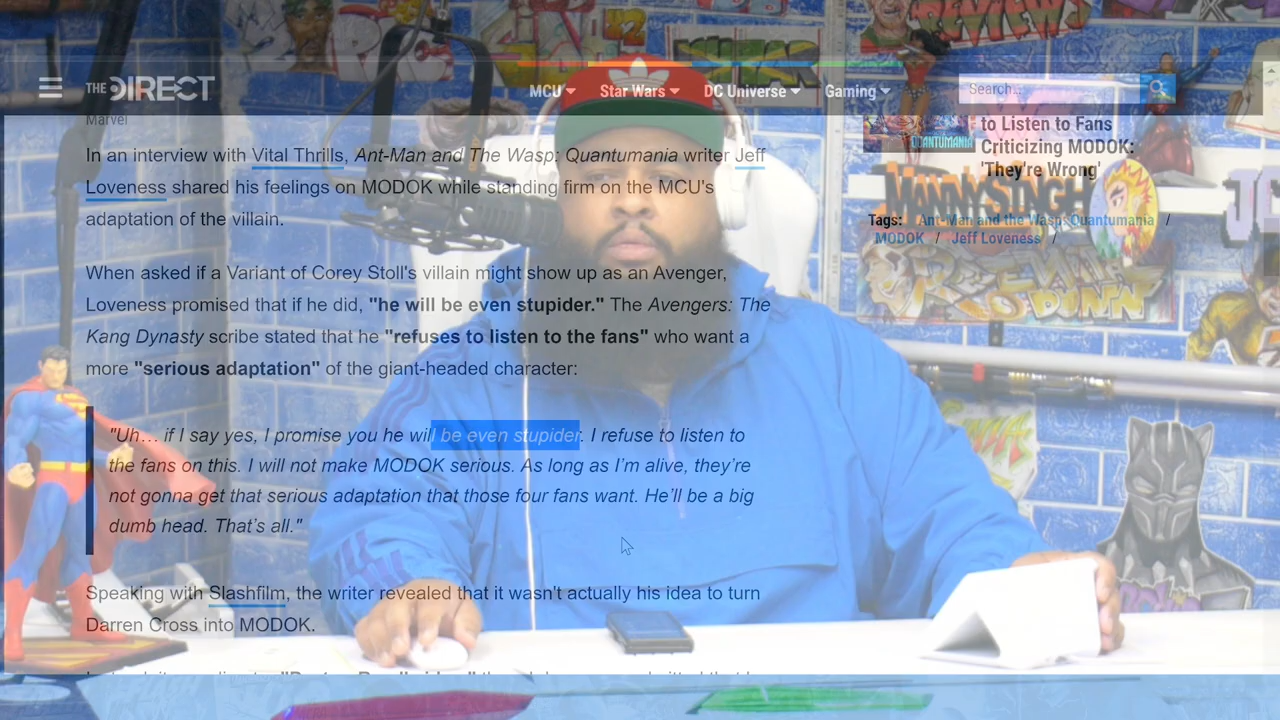 REVIEWS
THE DIRECT
MCU
Star Wars
DC Universe
Gaming
Search...
Marvel
In an interview with Vital Thrills, Ant-Man and The Wasp: Quantumania writer Jeff
Loveness shared his feelings on MODOK while standing firm on the MCU's
adaptation of the villain.
When asked if a Variant of Corey Stoll's villain might show up as an Avenger,
Loveness promised that if he did, "he will be even stupider." The Avengers: The
Kang Dynasty scribe stated that he "refuses to listen to the fans" who want a
more "serious adaptation" of the giant-headed character:
"Uh… if I say yes, I promise you he will be even stupider. I refuse to listen to
the fans on this. I will not make MODOK serious. As long as I'm alive, they're
not gonna get that serious adaptation that those four fans want. He'll be a big
dumb head. That's all."
Speaking with Slashfilm, the writer revealed that it wasn't actually his idea to turn
Darren Cross into MODOK.
QUANTUMANIA
to Listen to Fans
Criticizing MODOK:
'They're Wrong'
MANNYSINGH
Tags: Ant-Man and the Wasp: Quantumania /
MODOK / Jeff Loveness /